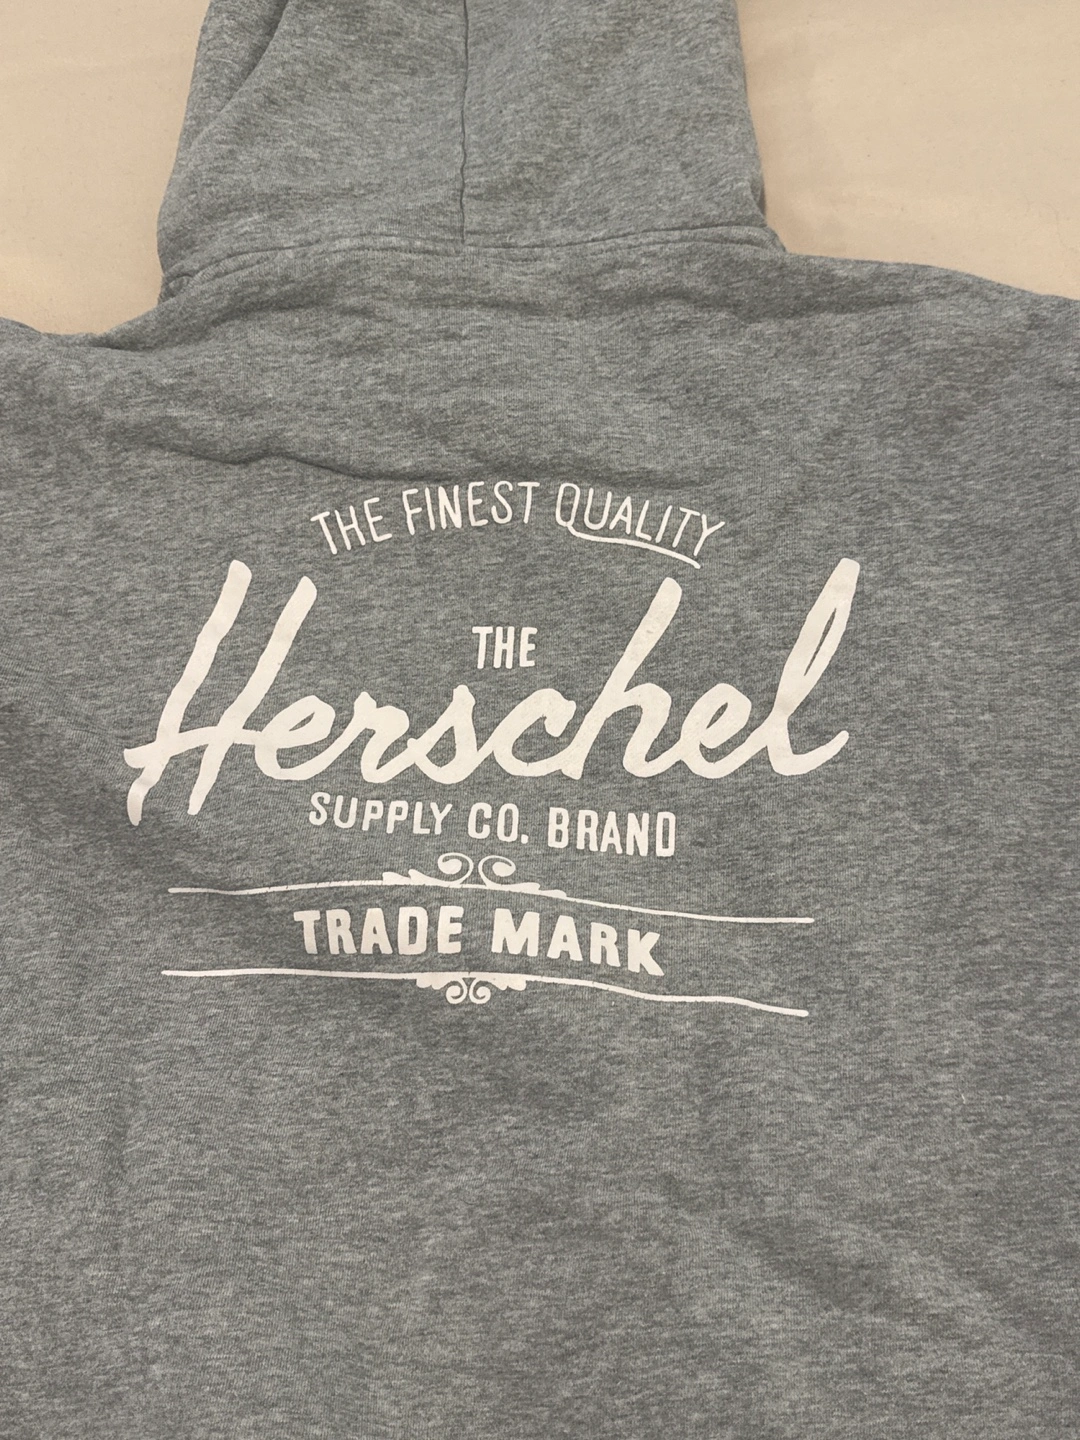 THE FINEST QUALITY
THE
Herschel
SUPPLY CO. BRAND
TRADE MARK